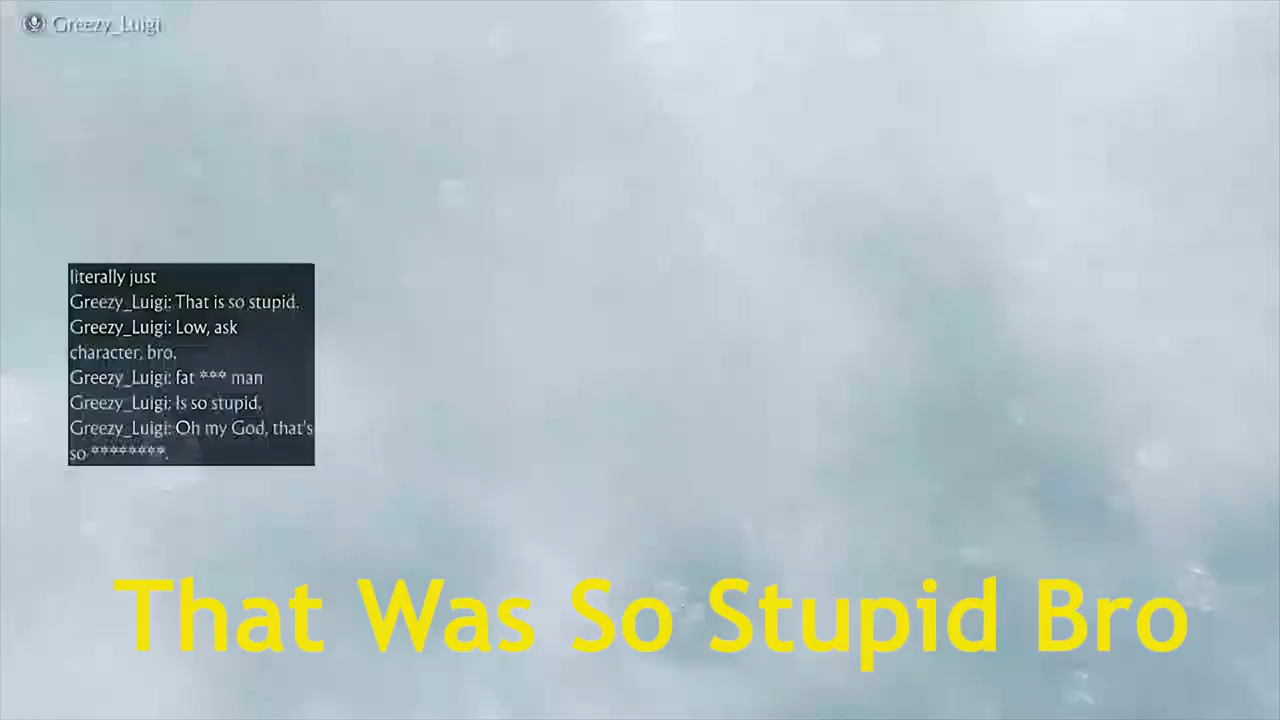 Greezy_Luigi
literally just
Greezy_Luigi: That is so stupid.
Greezy_Luigi: Low, ask
character, bro.
Greezy_Luigi: fat *** man
Greezy_Luigi: Is so stupid.
Greezy_Luigi: Oh my God, that's
so ********.
That Was So Stupid Bro